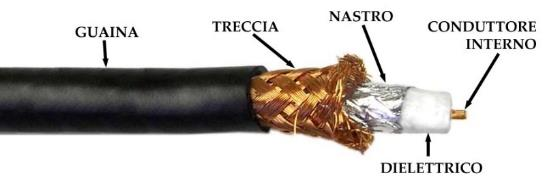 GUAINA
TRECCIA
NASTRO
CONDUTTORE
INTERNO
DIELETTRICO